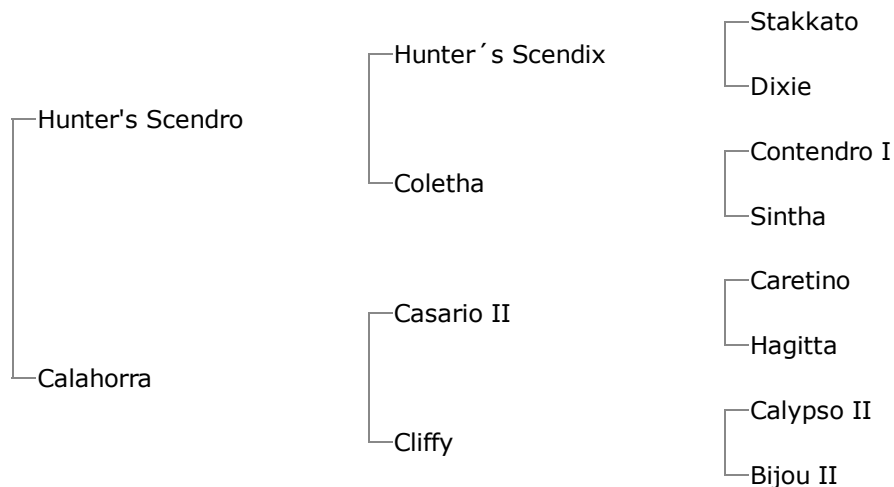 Stakkato
Hunter´s Scendix
Dixie
Hunter's Scendro
Contendro I
Coletha
Sintha
Caretino
Casario II
Hagitta
Calahorra
Calypso II
Cliffy
Bijou II